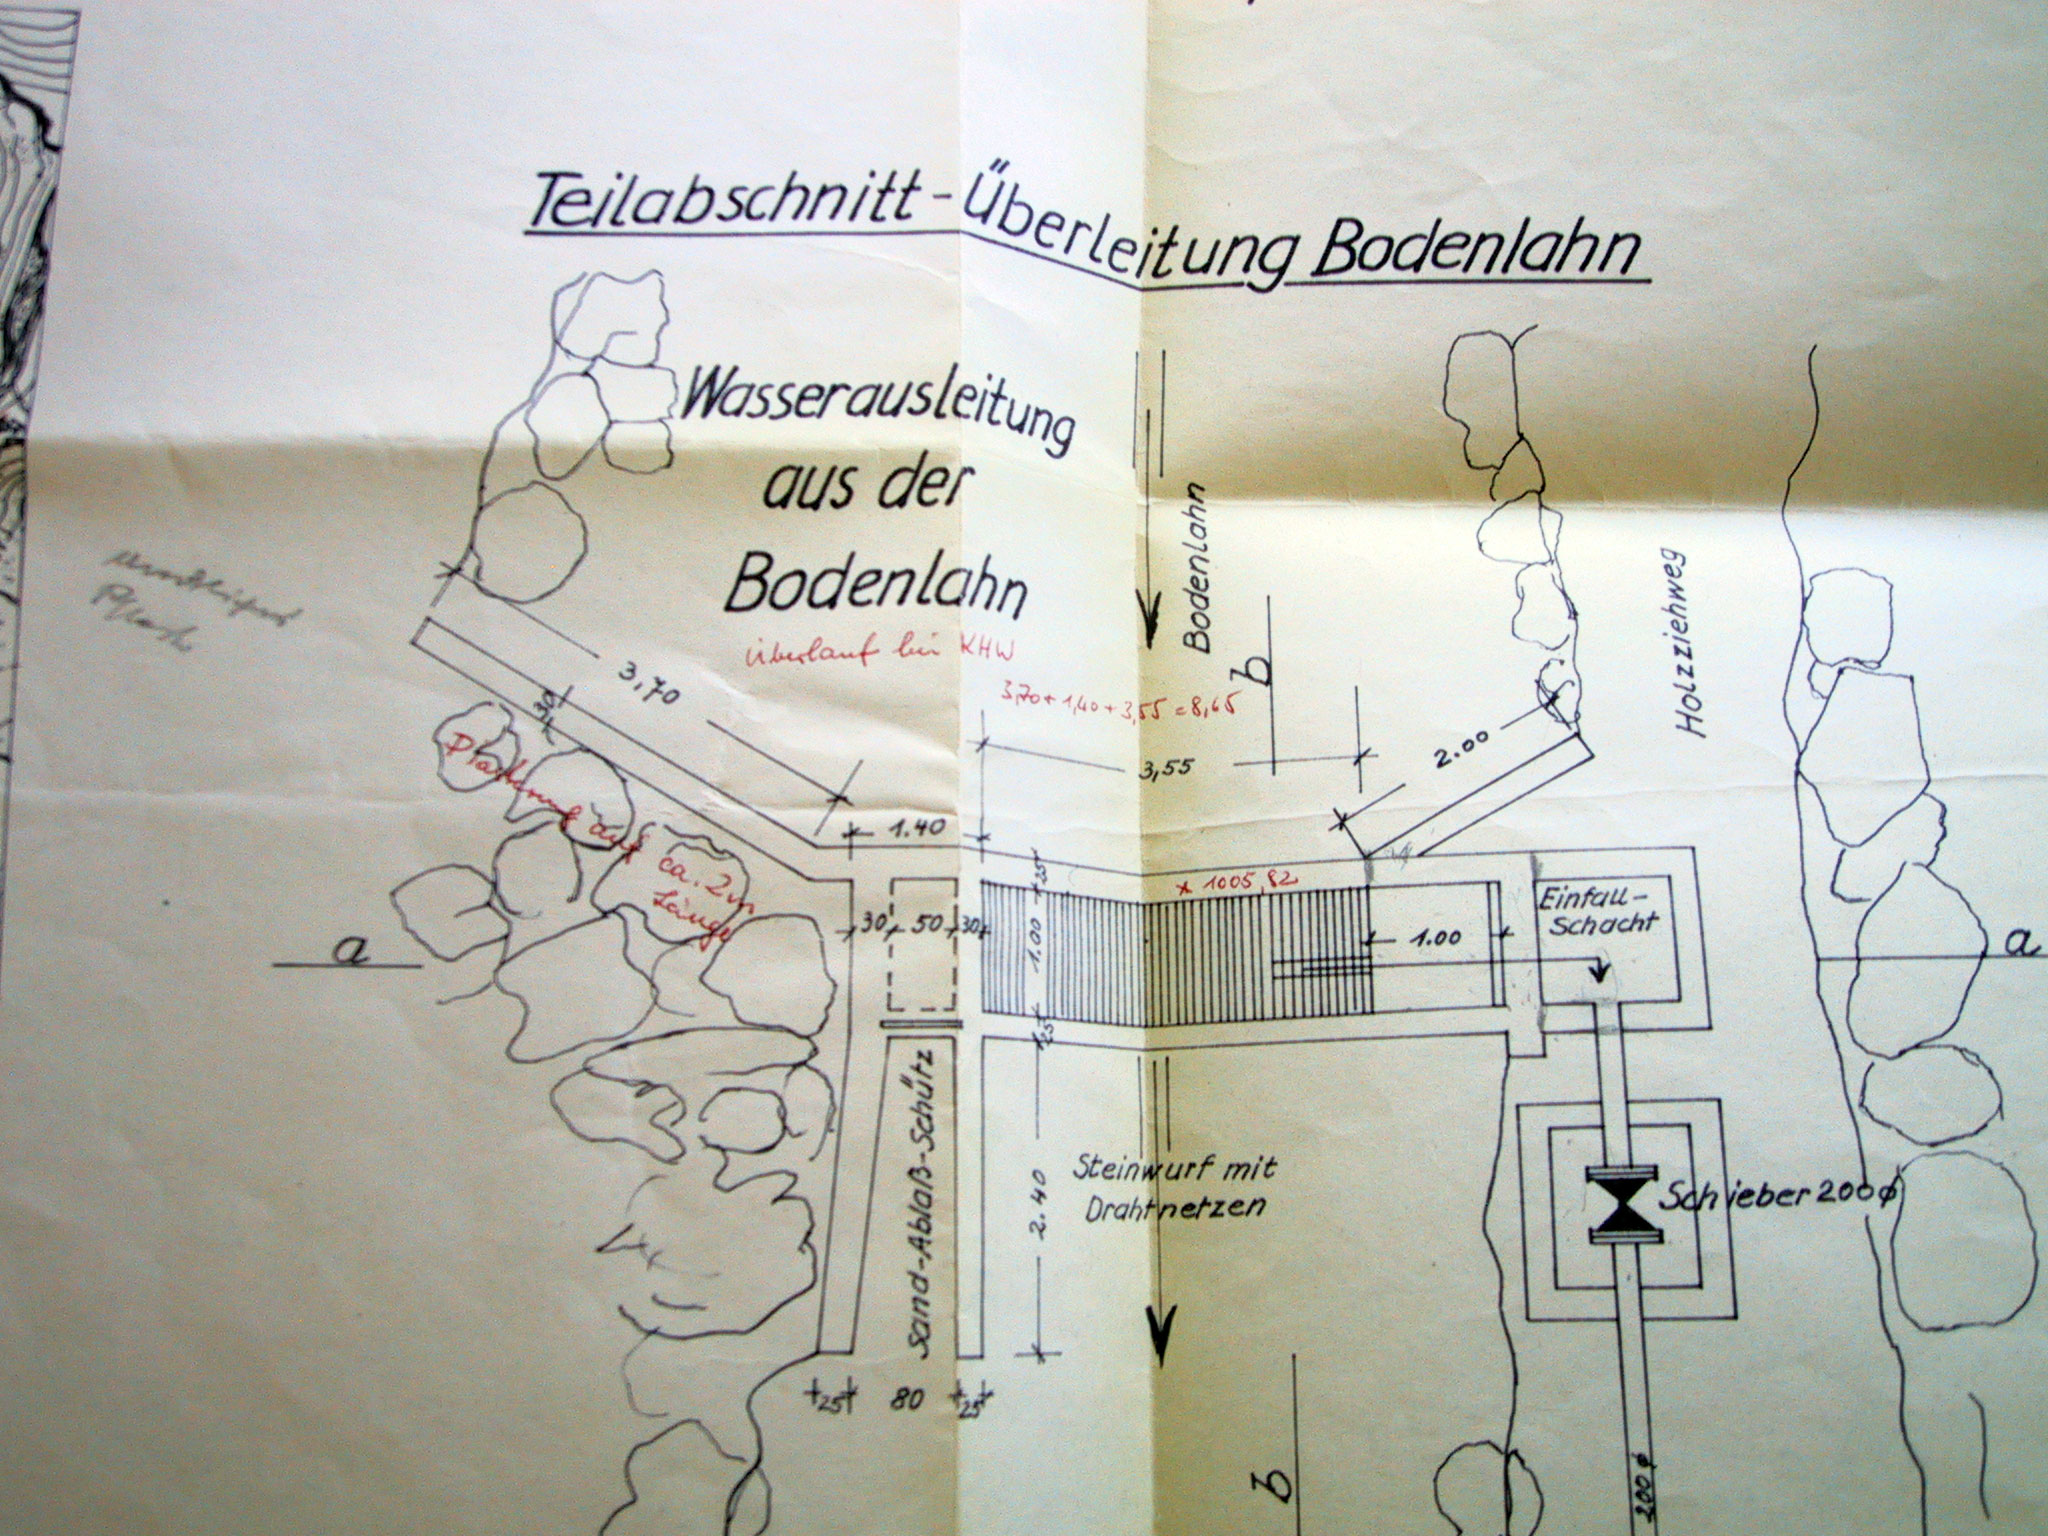 Teilabschnitt - Überleitung Bodenlahn
Wasserausleitung
aus der
Bodenlahn
Überlauf bei KHW
3,70 + 1,40 + 3,55 = 8,65
Bodenlahn
Holzziehweg
b
3,70
30
3,55
2.00
1.40
Pflasterung auf ca. 2m
Länge
× 1005,82
25
30 50 30
1.00
1.00
25
Einfall-
Schacht
a
a
Sand-Ablaß-Schütz
2.40
Steinwurf mit
Drahtnetzen
Schieber 200ϕ
25 80 25
b
200ϕ